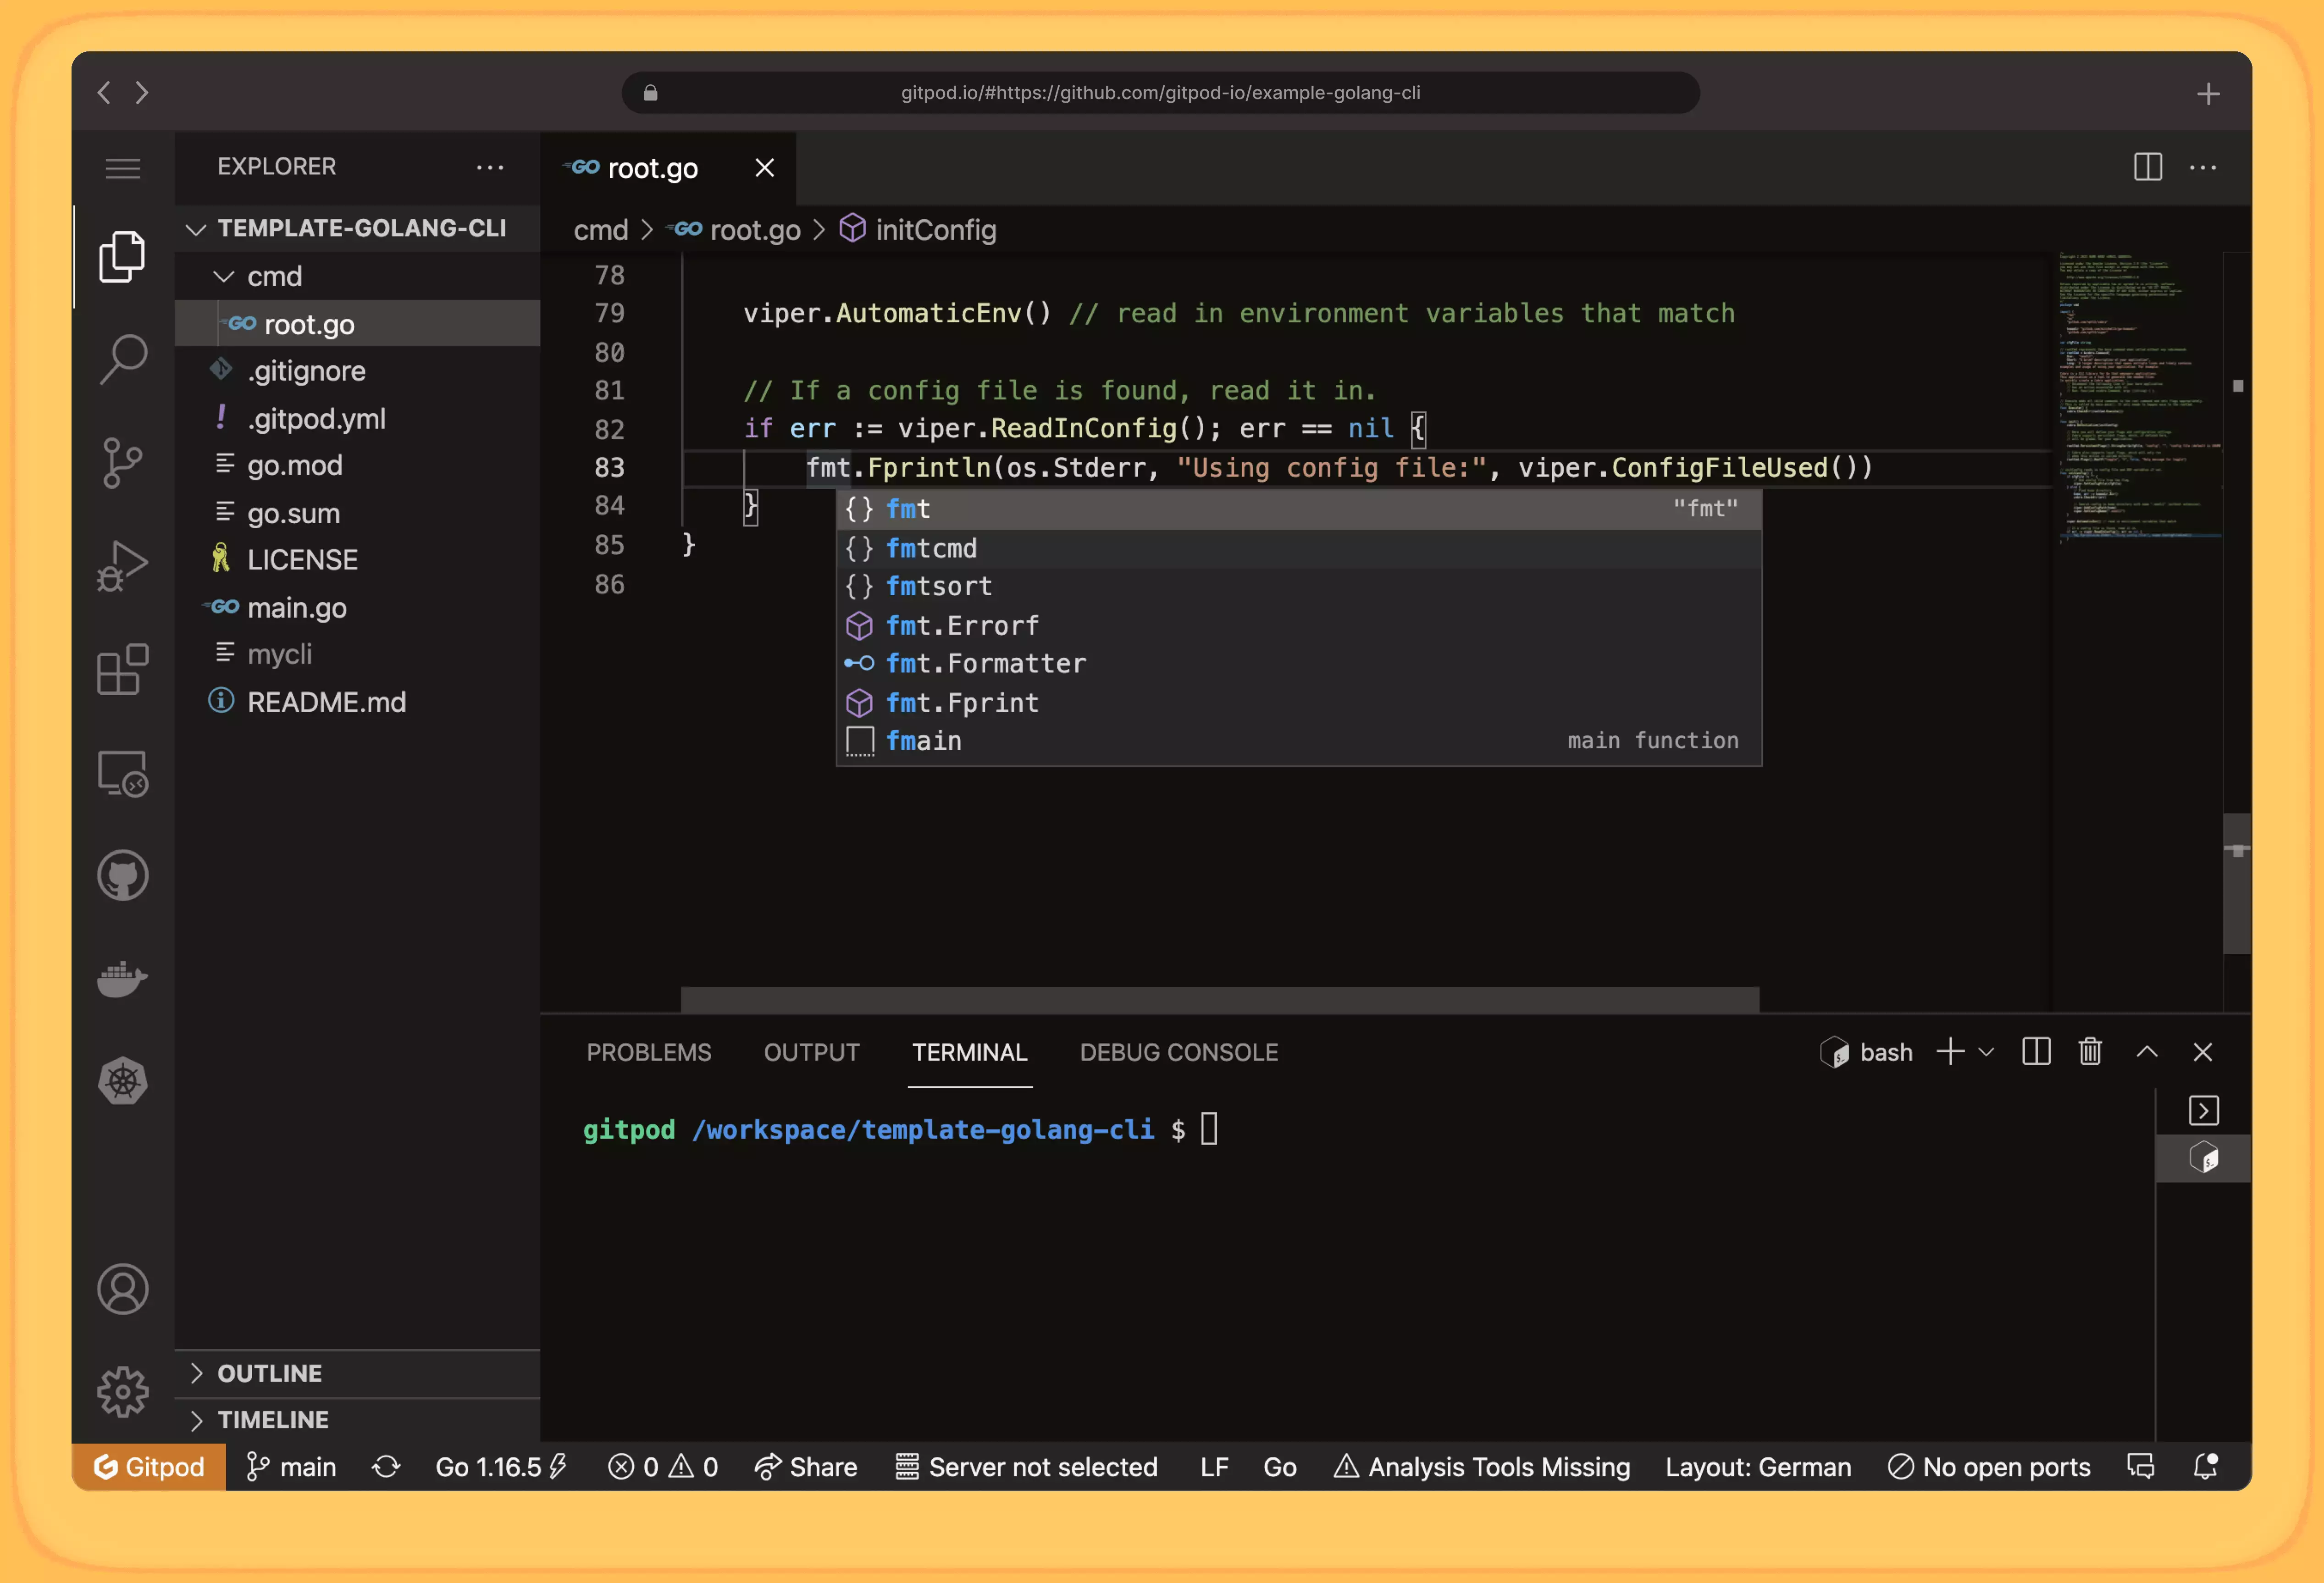 gitpod.io/#https://github.com/gitpod-io/example-golang-cli
EXPLORER
TEMPLATE-GOLANG-CLI
cmd
GO root.go
.gitignore
! .gitpod.yml
go.mod
go.sum
LICENSE
GO main.go
mycli
README.md
OUTLINE
TIMELINE
GO root.go
cmd > GO root.go > initConfig
78
79 viper.AutomaticEnv() // read in environment variables that match
80
81 // If a config file is found, read it in.
82 if err := viper.ReadInConfig(); err == nil {
83 fmt.Fprintln(os.Stderr, "Using config file:", viper.ConfigFileUsed())
84 }
85 }
86
{} fmt "fmt"
{} fmtcmd
{} fmtsort
fmt.Errorf
fmt.Formatter
fmt.Fprint
fmain main function
PROBLEMS OUTPUT TERMINAL DEBUG CONSOLE bash
gitpod /workspace/template-golang-cli $
Gitpod main Go 1.16.5 0 0 Share Server not selected LF Go Analysis Tools Missing Layout: German No open ports